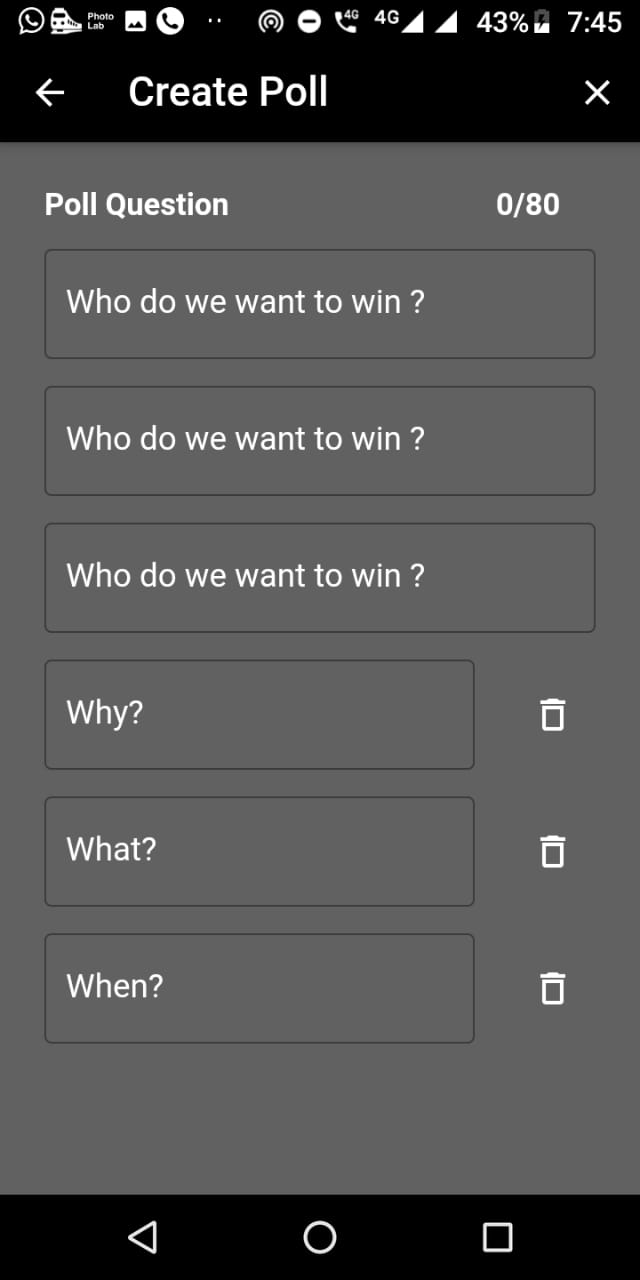 Photo
Lab
4G
4G
43%
7:45
Create Poll
Poll Question 0/80
Who do we want to win ?
Who do we want to win ?
Who do we want to win ?
Why?
What?
When?